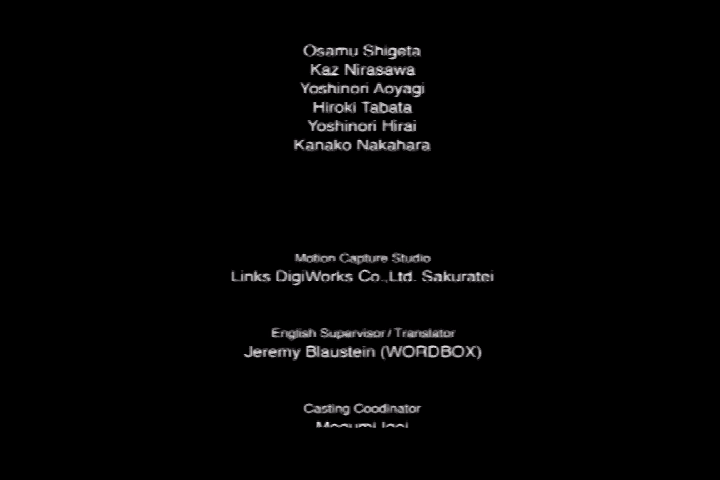 Osamu Shigeta
Kaz Nirasawa
Yoshinori Aoyagi
Hiroki Tabata
Yoshinori Hirai
Kanako Nakahara
Motion Capture Studio
Links DigiWorks Co.,Ltd. Sakuratei
English Supervisor / Translator
Jeremy Blaustein (WORDBOX)
Casting Coodinator
Megumi